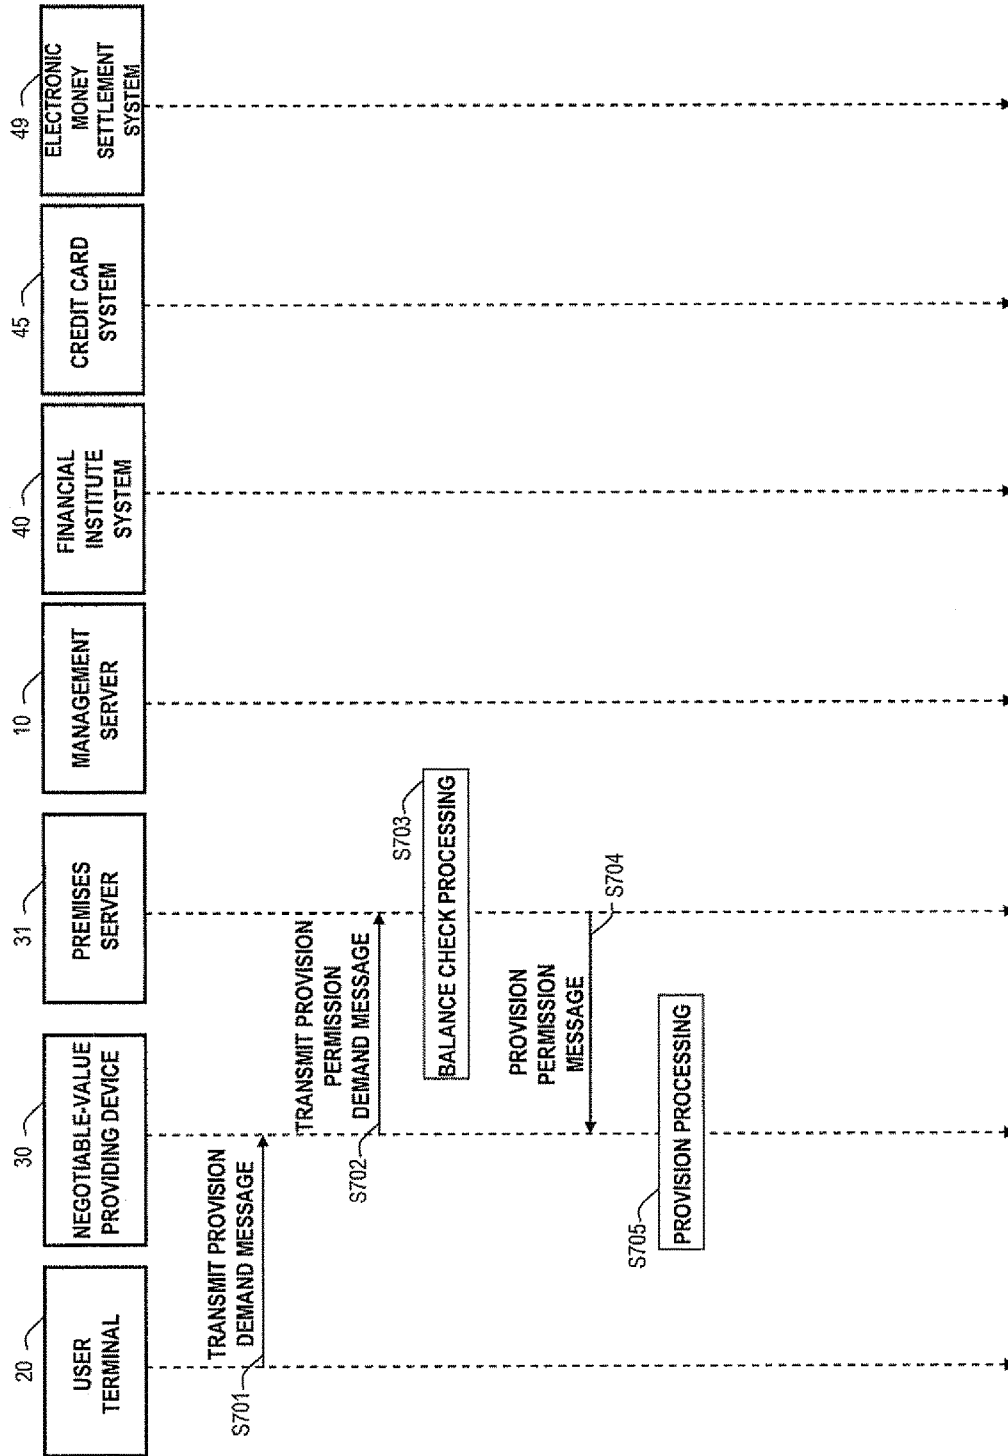 20
USER
TERMINAL
30
NEGOTIABLE-VALUE
PROVIDING DEVICE
31
PREMISES
SERVER
10
MANAGEMENT
SERVER
40
FINANCIAL
INSTITUTE
SYSTEM
45
CREDIT CARD
SYSTEM
49
ELECTRONIC
MONEY
SETTLEMENT
SYSTEM
TRANSMIT PROVISION
DEMAND MESSAGE
S701
TRANSMIT PROVISION
PERMISSION
DEMAND MESSAGE
S702
S703
BALANCE CHECK PROCESSING
PROVISION
PERMISSION
MESSAGE
S704
S705
PROVISION PROCESSING